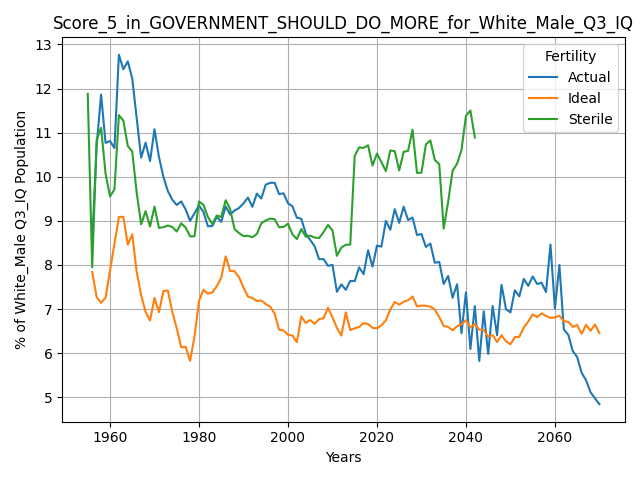 Score_5_in_GOVERNMENT_SHOULD_DO_MORE_for_White_Male_Q3_IQ
Fertility
Actual
Ideal
Sterile
% of White_Male Q3_IQ Population
13
12
11
10
9
8
7
6
5
1960 1980 2000 2020 2040 2060
Years